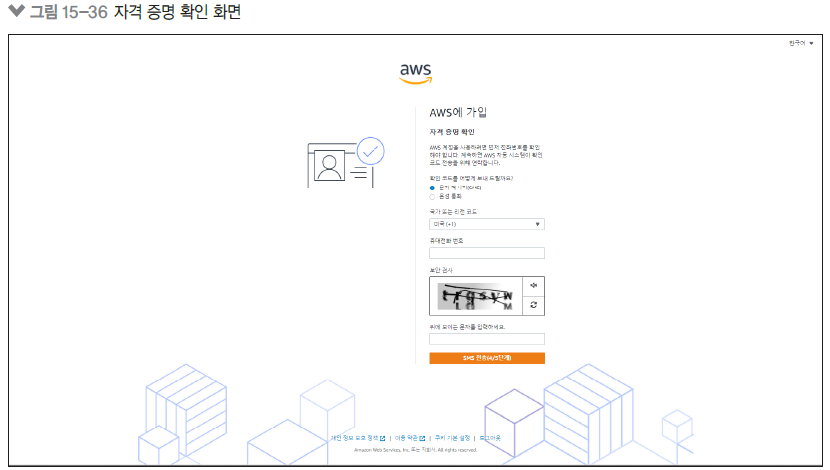 그림 15-36 자격 증명 확인 화면
한국어
aws
AWS에 가입
자격 증명 확인
AWS 계정을 사용하려면 먼저 전화번호를 확인
해야 합니다. 계속하면 AWS 자동 시스템이 확인
코드 전송을 위해 연락합니다.
확인 코드를 어떻게 보내 드릴까요?
문자 메시지(SMS)
음성 통화
국가 또는 리전 코드
미국 (+1)
휴대전화 번호
보안 검사
위에 보이는 문자를 입력하세요.
SMS 전송(4/5단계)
개인 정보 보호 정책 | 이용 약관 | 쿠키 기본 설정 | 로그아웃
Amazon Web Services, Inc. 또는 자회사. All rights reserved.